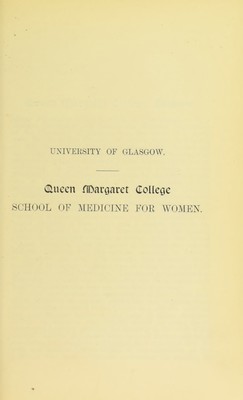 UNIVERSITY OF GLASGOW.
Queen Margaret College
SCHOOL OF MEDICINE FOR WOMEN.